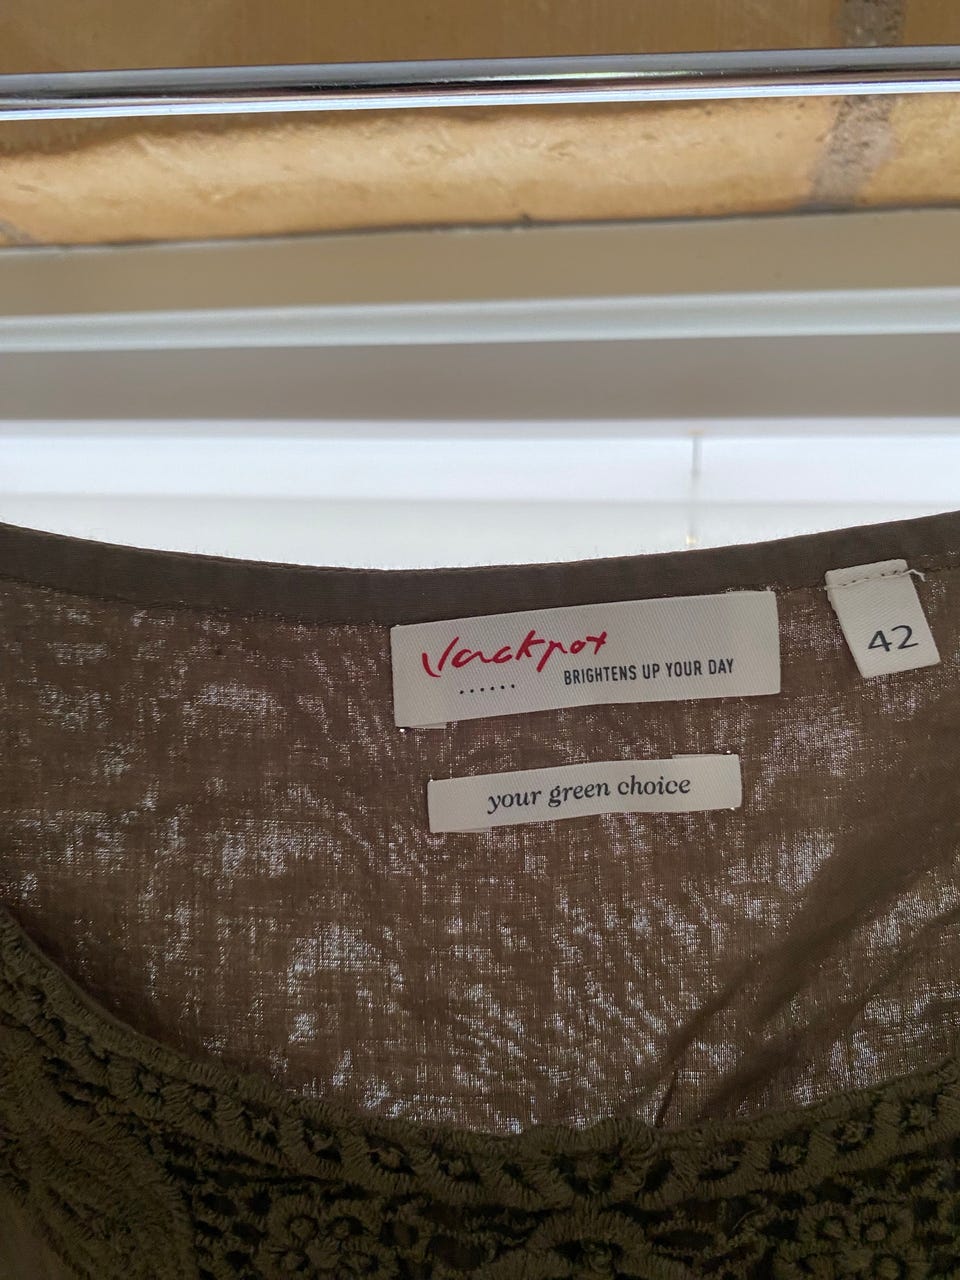 Jackpot
......
BRIGHTENS UP YOUR DAY
42
your green choice